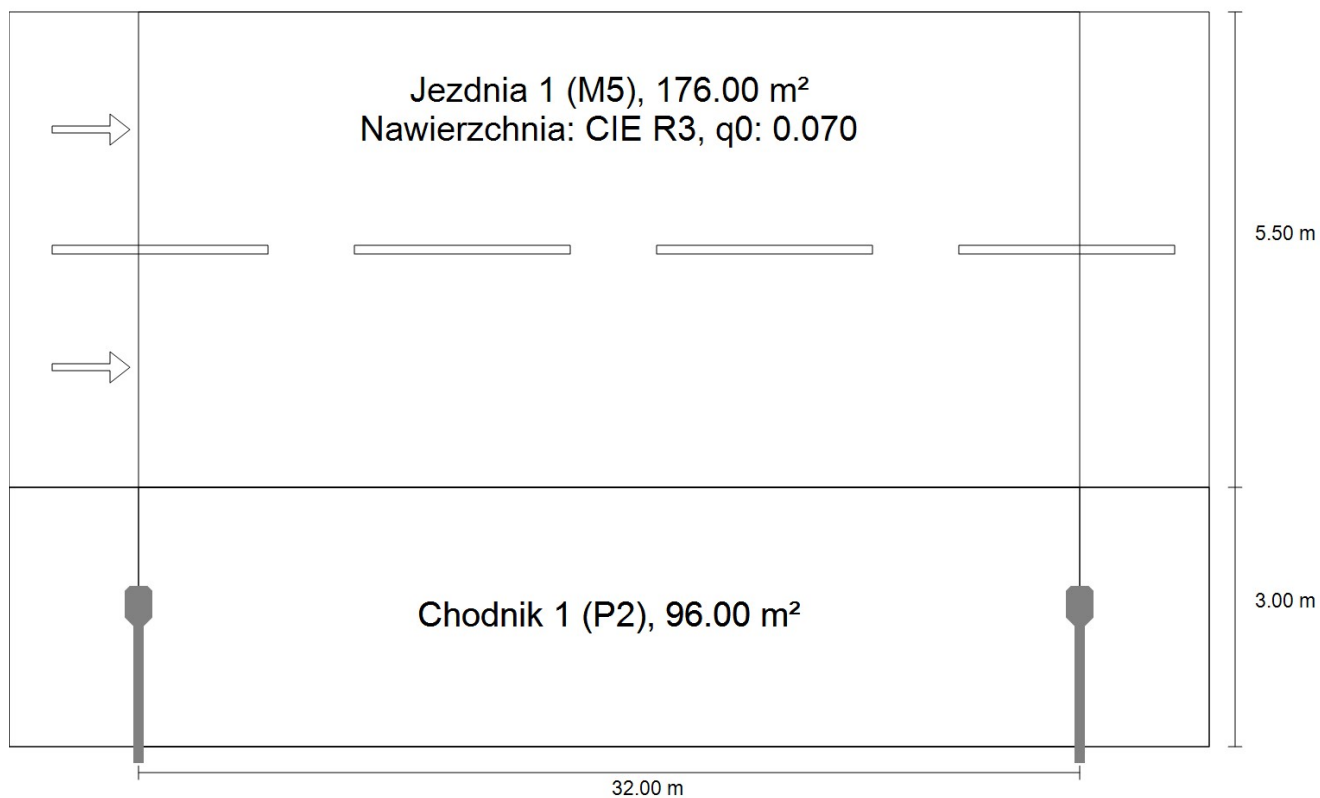 Jezdnia 1 (M5), 176.00 m²
Nawierzchnia: CIE R3, q0: 0.070
5.50 m
Chodnik 1 (P2), 96.00 m²
3.00 m
32.00 m